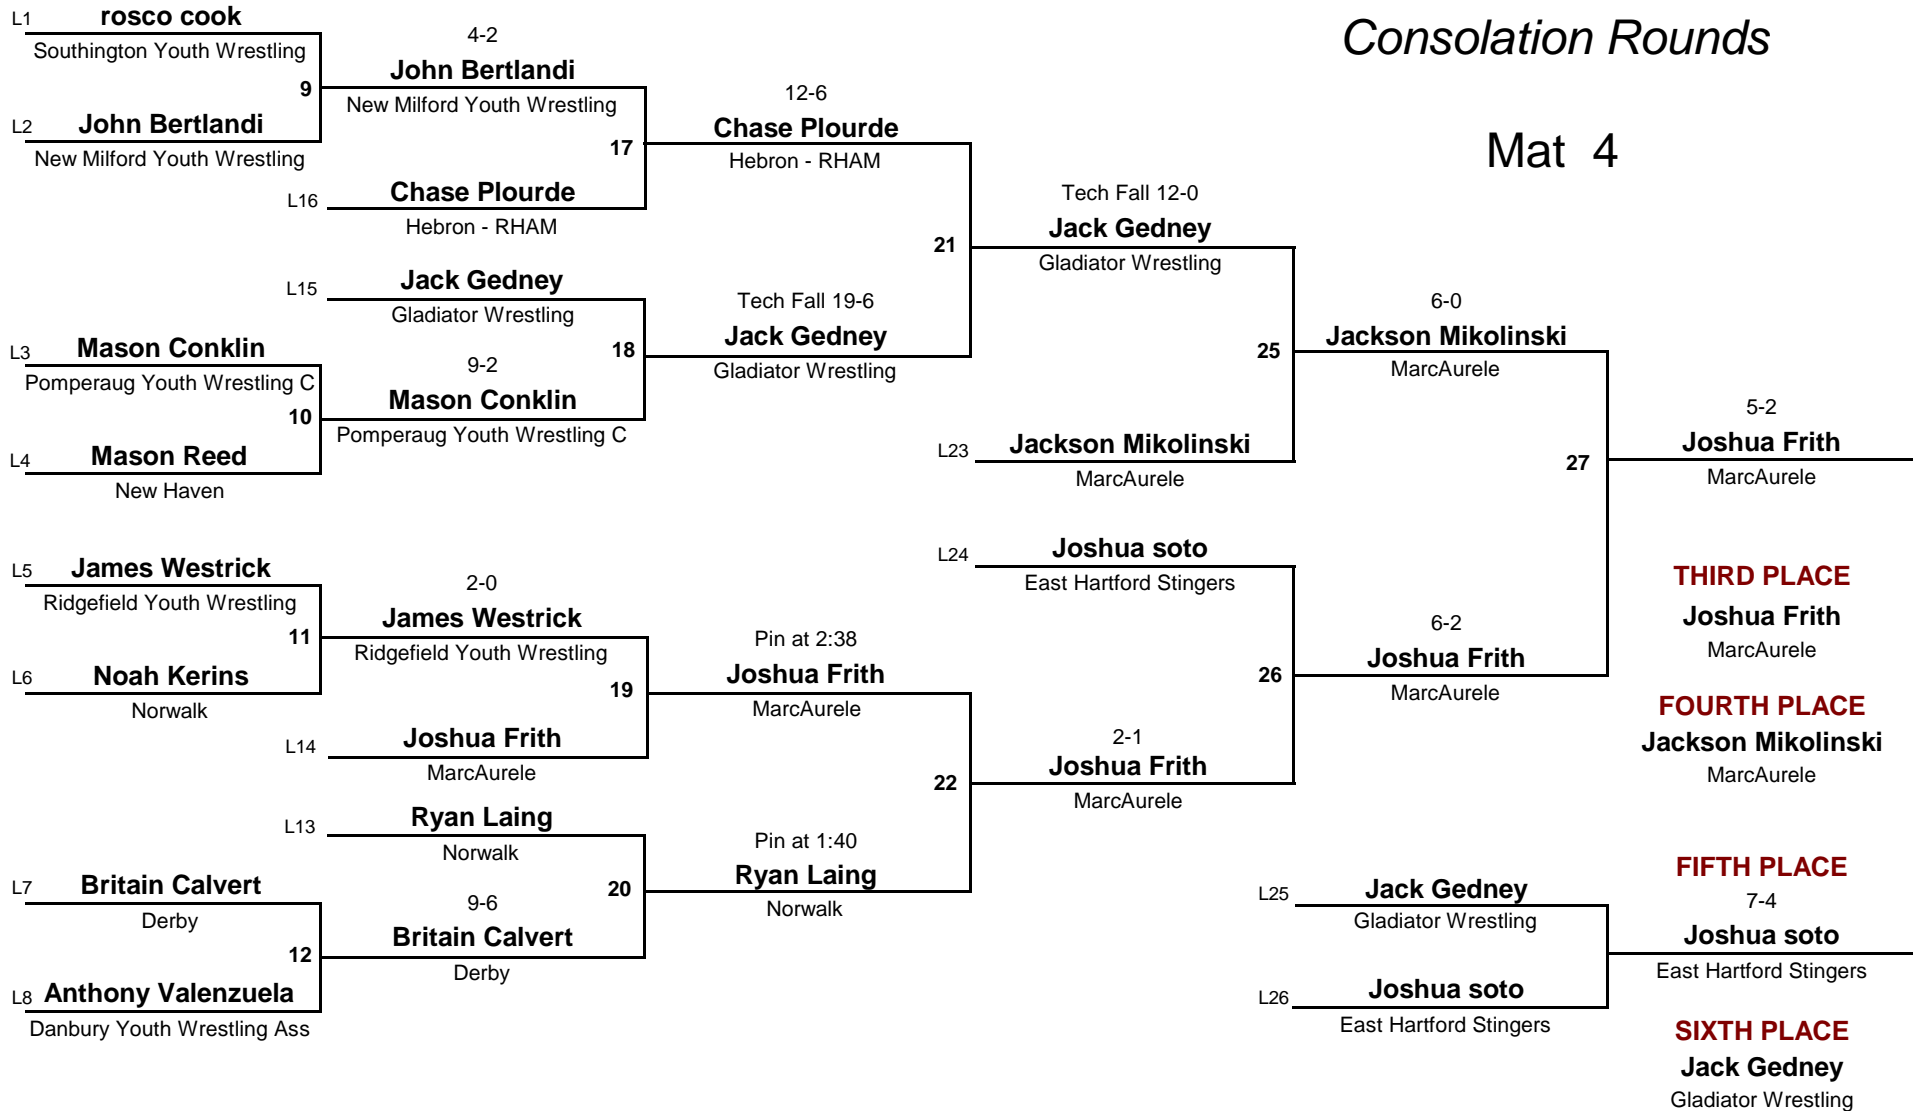 Consolation Rounds
Mat 4
L1 rosco cook
Southington Youth Wrestling
9
L2 John Bertlandi
New Milford Youth Wrestling
4-2
John Bertlandi
New Milford Youth Wrestling
17
L16 Chase Plourde
Hebron - RHAM
12-6
Chase Plourde
Hebron - RHAM
L15 Jack Gedney
Gladiator Wrestling
18
L3 Mason Conklin
Pomperaug Youth Wrestling C
10
L4 Mason Reed
New Haven
9-2
Mason Conklin
Pomperaug Youth Wrestling C
Tech Fall 19-6
Jack Gedney
Gladiator Wrestling
21
Tech Fall 12-0
Jack Gedney
Gladiator Wrestling
25
L23 Jackson Mikolinski
MarcAurele
6-0
Jackson Mikolinski
MarcAurele
27
5-2
Joshua Frith
MarcAurele
L5 James Westrick
Ridgefield Youth Wrestling
11
L6 Noah Kerins
Norwalk
2-0
James Westrick
Ridgefield Youth Wrestling
19
L14 Joshua Frith
MarcAurele
Pin at 2:38
Joshua Frith
MarcAurele
L13 Ryan Laing
Norwalk
20
L7 Britain Calvert
Derby
12
L8 Anthony Valenzuela
Danbury Youth Wrestling Ass
9-6
Britain Calvert
Derby
Pin at 1:40
Ryan Laing
Norwalk
22
2-1
Joshua Frith
MarcAurele
L24 Joshua soto
East Hartford Stingers
26
6-2
Joshua Frith
MarcAurele
THIRD PLACE
Joshua Frith
MarcAurele
FOURTH PLACE
Jackson Mikolinski
MarcAurele
L25 Jack Gedney
Gladiator Wrestling
L26 Joshua soto
East Hartford Stingers
FIFTH PLACE
7-4
Joshua soto
East Hartford Stingers
SIXTH PLACE
Jack Gedney
Gladiator Wrestling